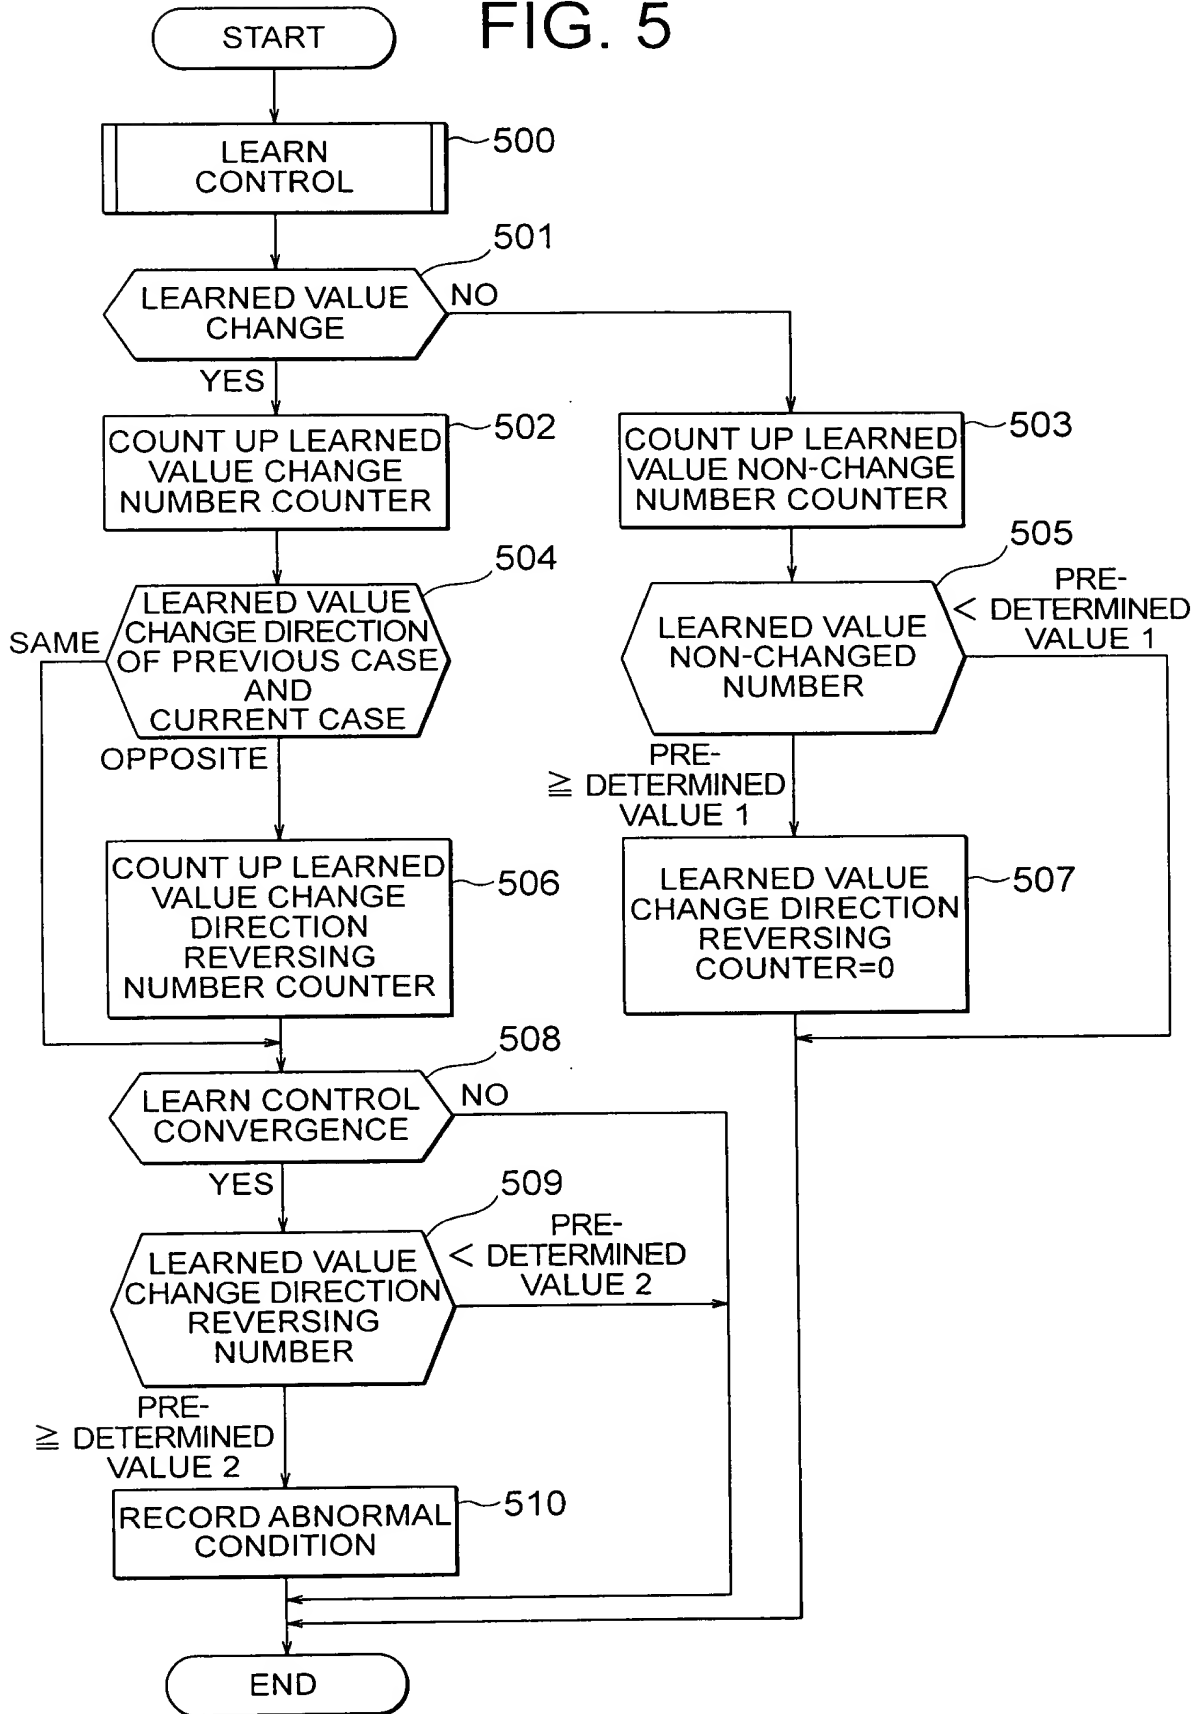 FIG. 5
START
LEARN
CONTROL
500
501
LEARNED VALUE
CHANGE
NO
YES
COUNT UP LEARNED
VALUE CHANGE
NUMBER COUNTER
502
COUNT UP LEARNED
VALUE NON-CHANGE
NUMBER COUNTER
503
504
LEARNED VALUE
CHANGE DIRECTION
OF PREVIOUS CASE
AND
CURRENT CASE
SAME
OPPOSITE
505
LEARNED VALUE
NON-CHANGED
NUMBER
PRE-
< DETERMINED
VALUE 1
PRE-
≧ DETERMINED
VALUE 1
COUNT UP LEARNED
VALUE CHANGE
DIRECTION
REVERSING
NUMBER COUNTER
506
LEARNED VALUE
CHANGE DIRECTION
REVERSING
COUNTER=0
507
508
LEARN CONTROL
CONVERGENCE
NO
YES
509
LEARNED VALUE
CHANGE DIRECTION
REVERSING
NUMBER
PRE-
< DETERMINED
VALUE 2
PRE-
≧ DETERMINED
VALUE 2
RECORD ABNORMAL
CONDITION
510
END